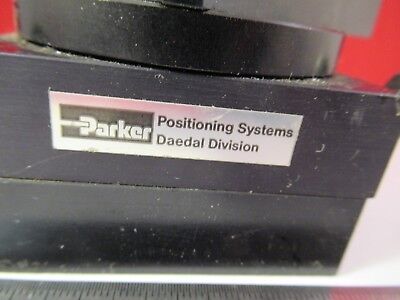 Parker Positioning Systems
Daedal Division